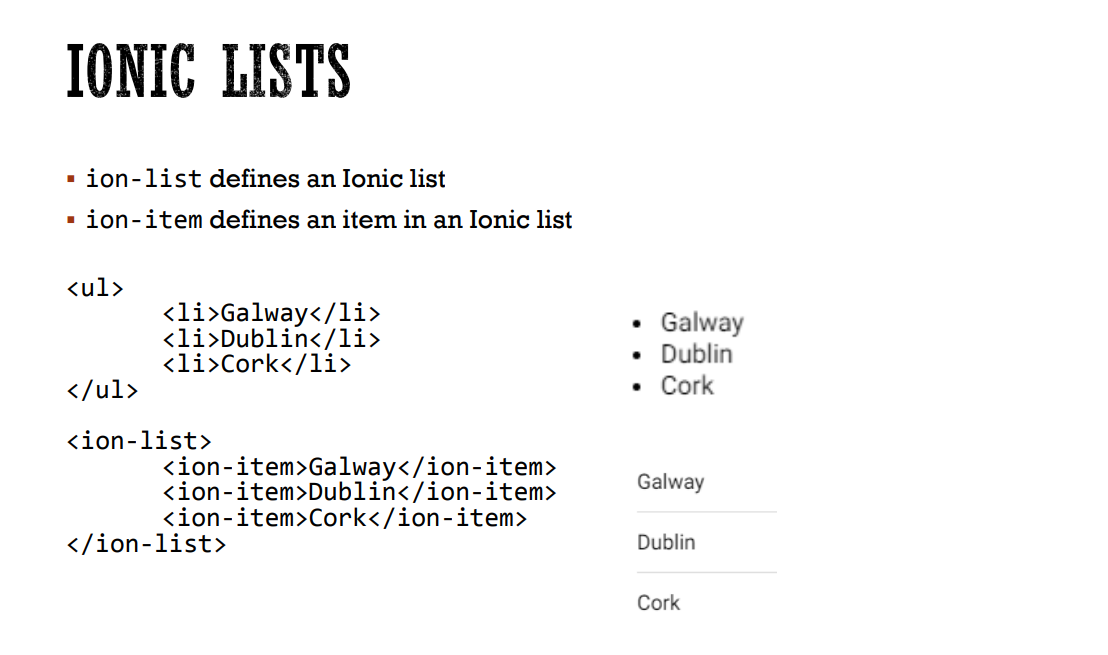 IONIC LISTS
▪ ion-list defines an Ionic list
▪ ion-item defines an item in an Ionic list
<ul>
<li>Galway</li>
<li>Dublin</li>
<li>Cork</li>
</ul>
<ion-list>
<ion-item>Galway</ion-item>
<ion-item>Dublin</ion-item>
<ion-item>Cork</ion-item>
</ion-list>
• Galway
• Dublin
• Cork
Galway
Dublin
Cork